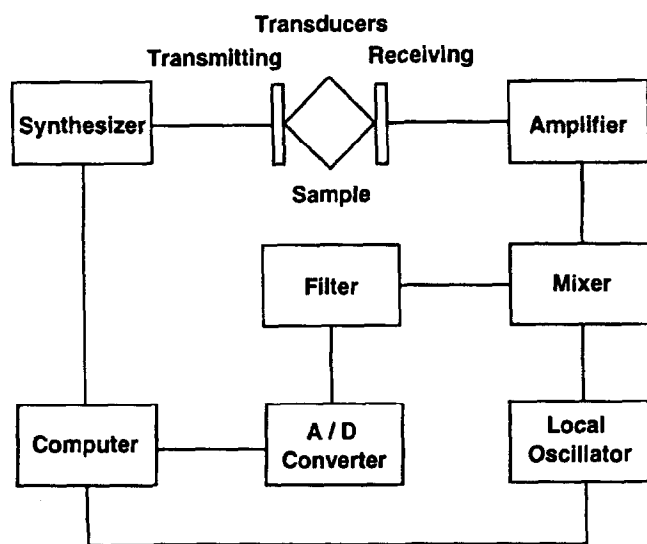 Transducers
Transmitting
Receiving
Synthesizer
Amplifier
Sample
Filter
Mixer
Computer
A / D
Converter
Local
Oscillator